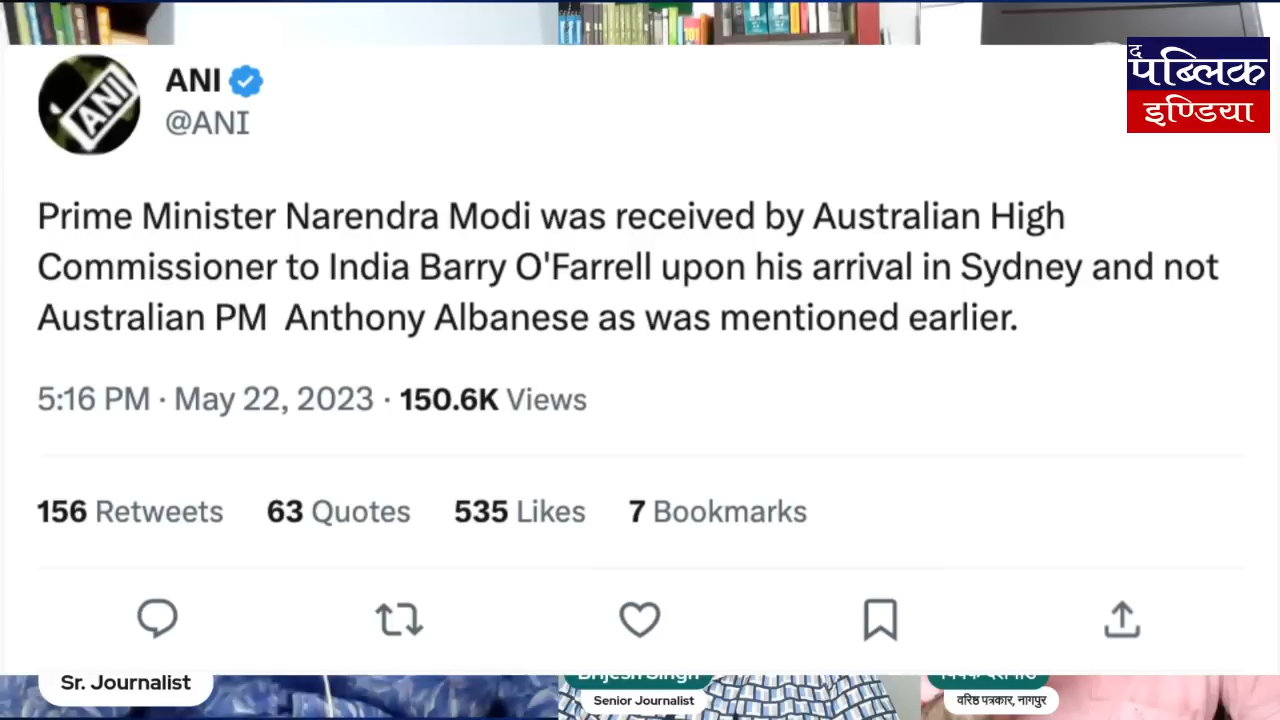 ANI
@ANI
द
पब्लिक
इण्डिया
Prime Minister Narendra Modi was received by Australian High
Commissioner to India Barry O'Farrell upon his arrival in Sydney and not
Australian PM Anthony Albanese as was mentioned earlier.
5:16 PM · May 22, 2023 · 150.6K Views
156 Retweets 63 Quotes 535 Likes 7 Bookmarks
Sr. Journalist
Brijesh Singh
Senior Journalist
वरिष्ठ पत्रकार, नागपुर